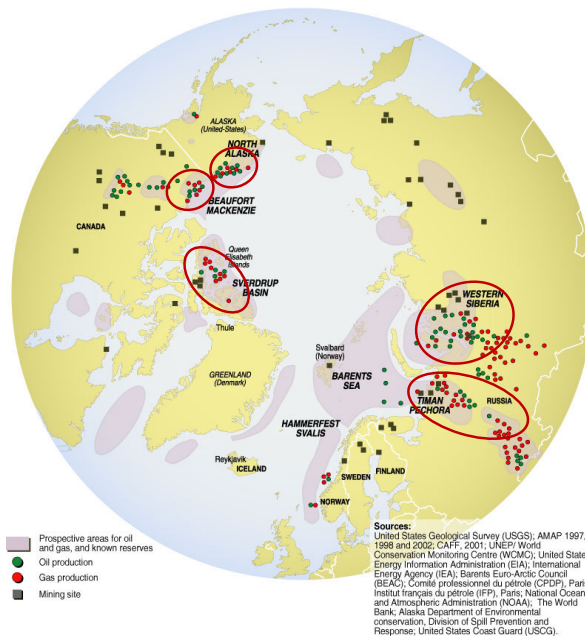 ALASKA
(United-States)
NORTH
ALASKA
BEAUFORT
MACKENZIE
CANADA
Queen
Elisabeth
Islands
SVERDRUP
BASIN
WESTERN
SIBERIA
Thule
Svalbard
(Norway)
BARENTS
SEA
GREENLAND
(Denmark)
TIMAN
PECHORA
RUSSIA
HAMMERFEST
SVALIS
Reykjavik
ICELAND
SWEDEN
FINLAND
NORWAY
Prospective areas for oil
and gas, and known reserves
Oil production
Gas production
Mining site
Sources:
United States Geological Survey (USGS); AMAP 1997,
1998 and 2002; CAFF, 2001; UNEP/ World
Conservation Monitoring Centre (WCMC); United State
Energy Information Administration (EIA); International
Energy Agency (IEA); Barents Euro-Arctic Council
(BEAC); Comité professionnel du pétrole (CPDP), Paris
Institut français du pétrole (IFP), Paris; National Ocean
and Atmospheric Administration (NOAA); The World
Bank; Alaska Department of Environmental
conservation, Division of Spill Prevention and
Response; United States Coast Guard (USCG).